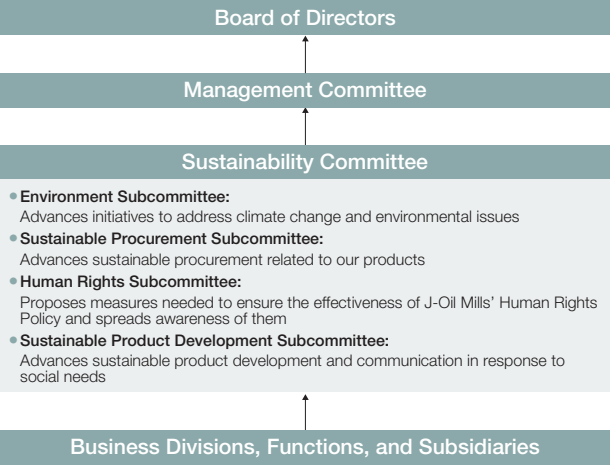 Board of Directors
Management Committee
Sustainability Committee
● Environment Subcommittee:
Advances initiatives to address climate change and environmental issues
● Sustainable Procurement Subcommittee:
Advances sustainable procurement related to our products
● Human Rights Subcommittee:
Proposes measures needed to ensure the effectiveness of J-Oil Mills’ Human Rights
Policy and spreads awareness of them
● Sustainable Product Development Subcommittee:
Advances sustainable product development and communication in response to
social needs
Business Divisions, Functions, and Subsidiaries